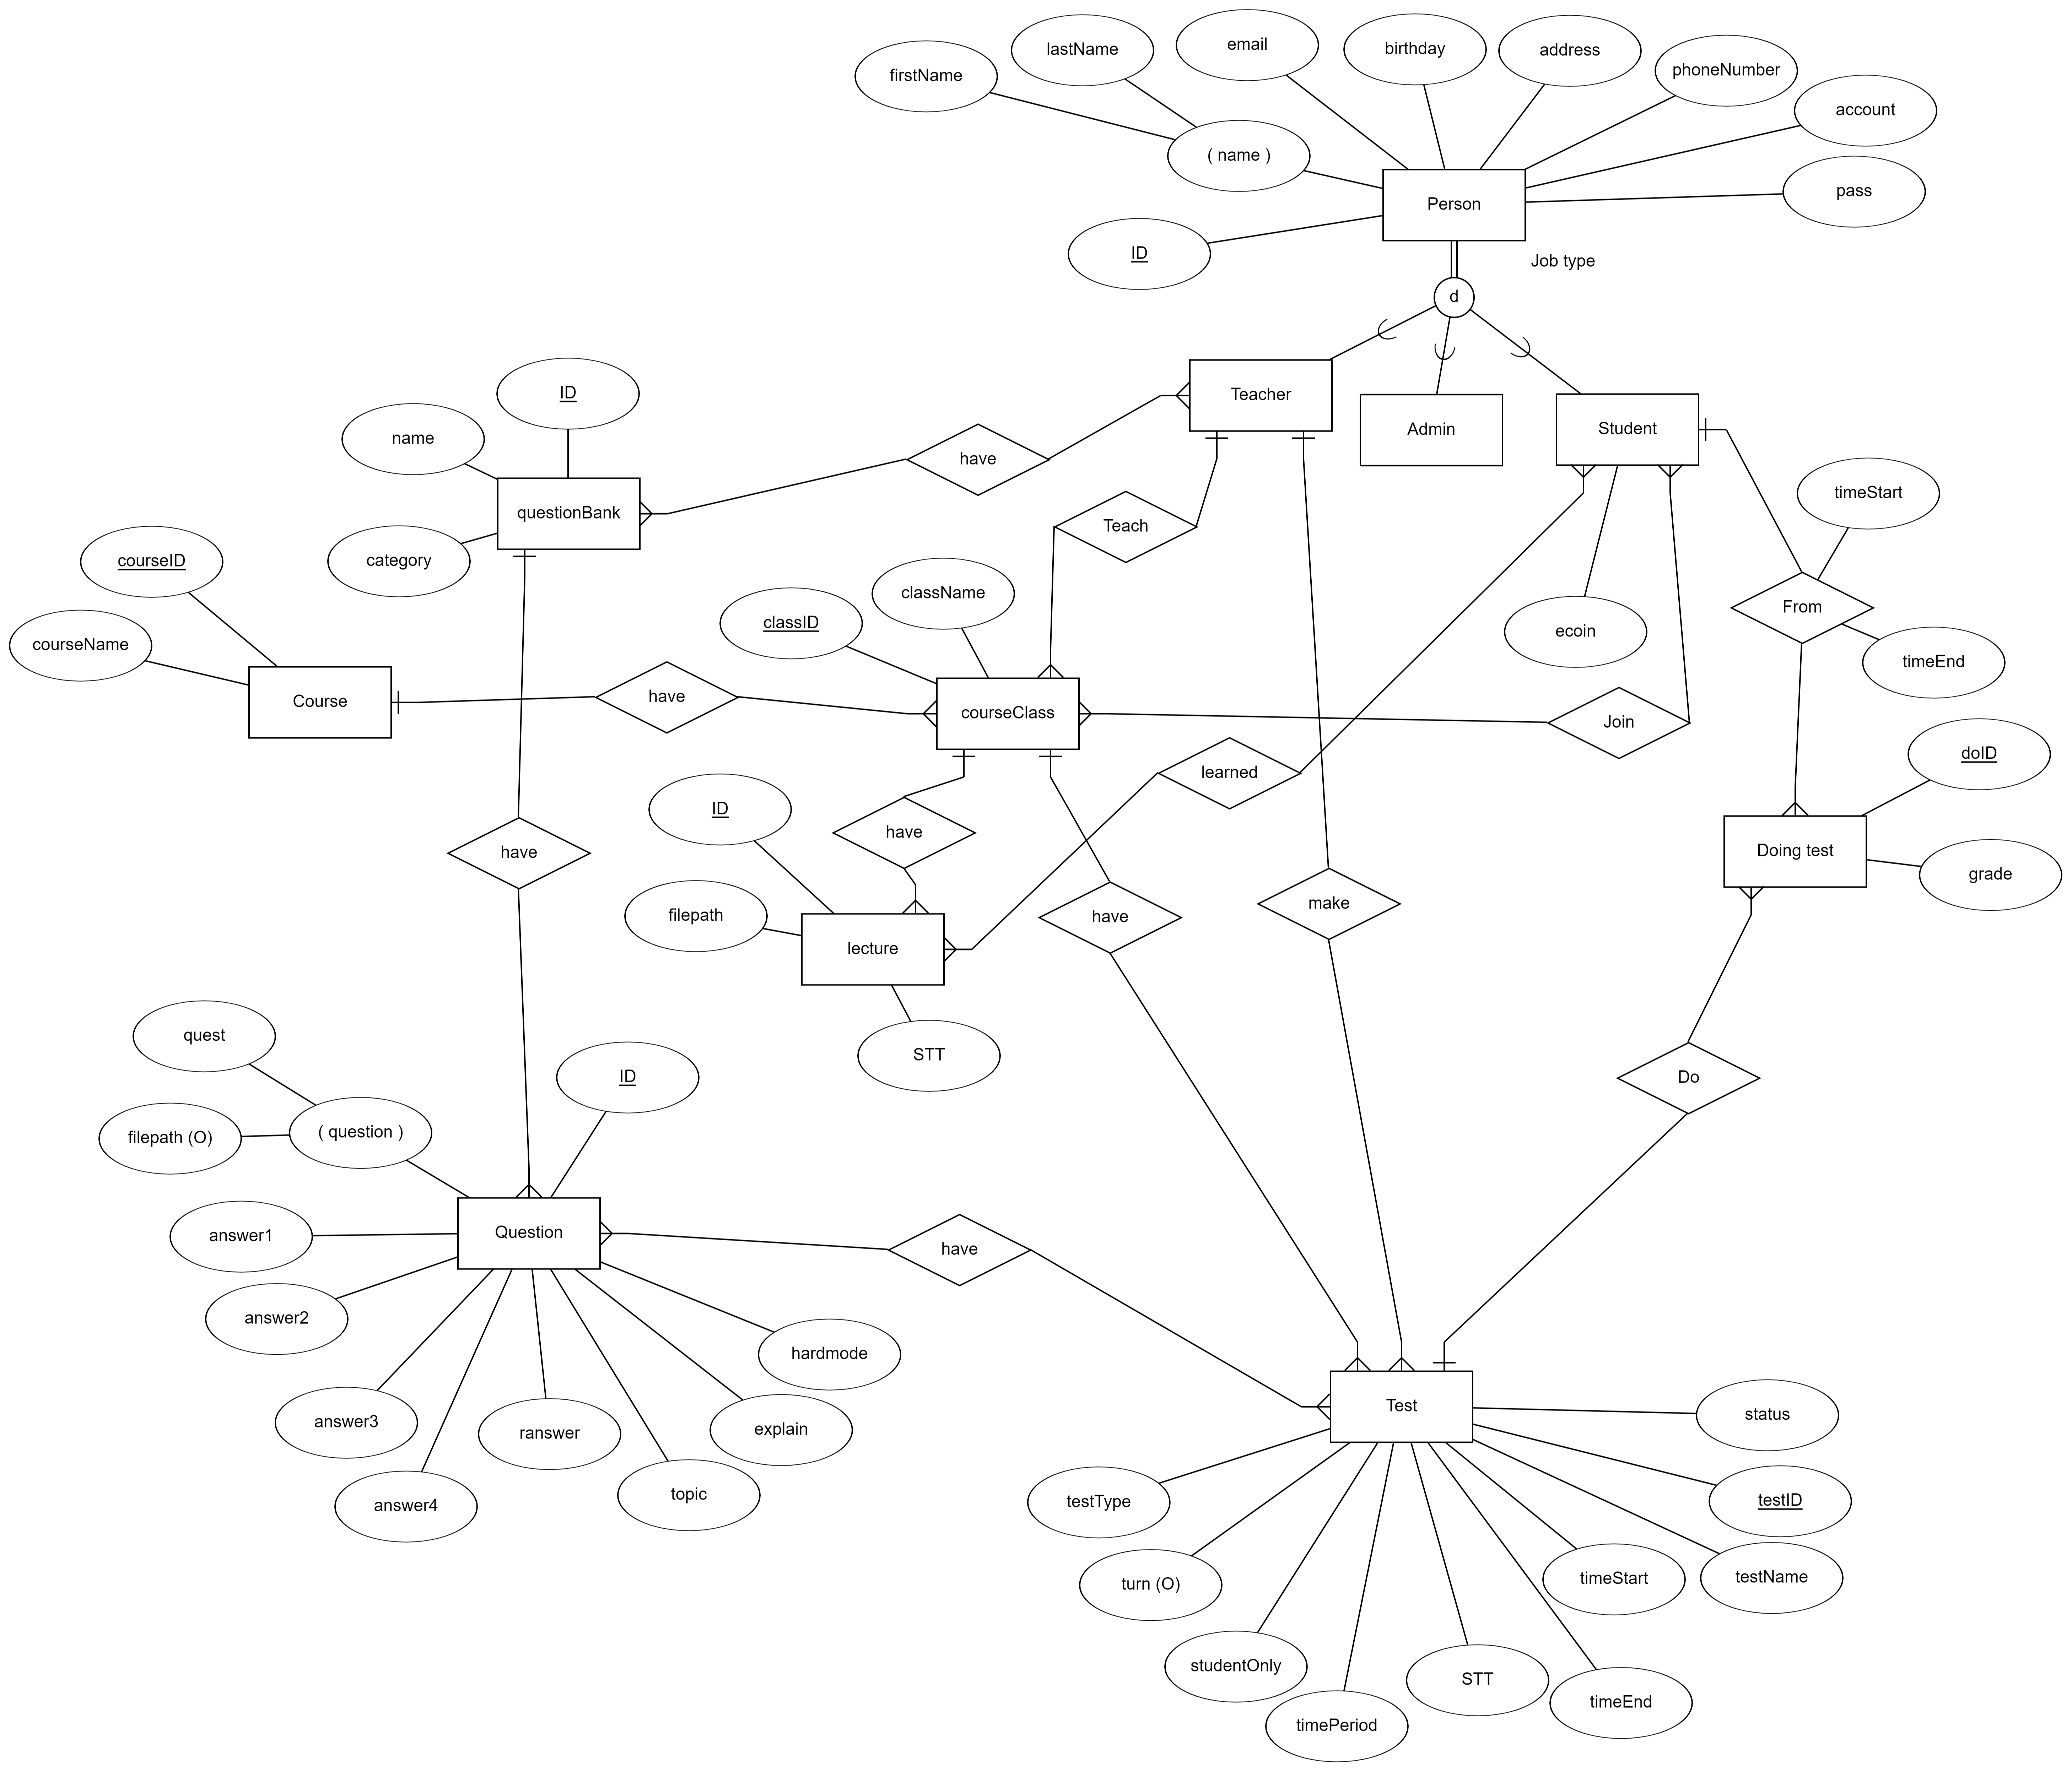 firstName
lastName
email
birthday
address
phoneNumber
account
pass
( name )
ID
Person
Job type
d
Teacher
Admin
Student
ID
name
category
questionBank
have
Teach
timeStart
From
timeEnd
ecoin
courseID
courseName
Course
have
classID
className
courseClass
Join
learned
doID
Doing test
grade
ID
have
filepath
lecture
STT
have
have
make
Do
quest
filepath (O)
( question )
ID
Question
answer1
answer2
answer3
answer4
ranswer
topic
explain
hardmode
have
Test
status
testID
testName
timeStart
timeEnd
STT
timePeriod
studentOnly
turn (O)
testType